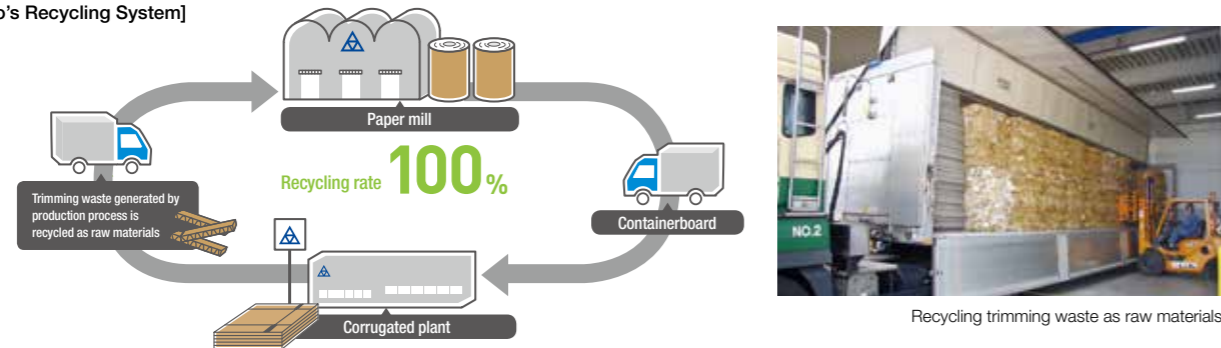 's Recycling System]
Paper mill
Recycling rate 100%
Trimming waste generated by
production process is
recycled as raw materials
Containerboard
Corrugated plant
NO.2
Recycling trimming waste as raw materials